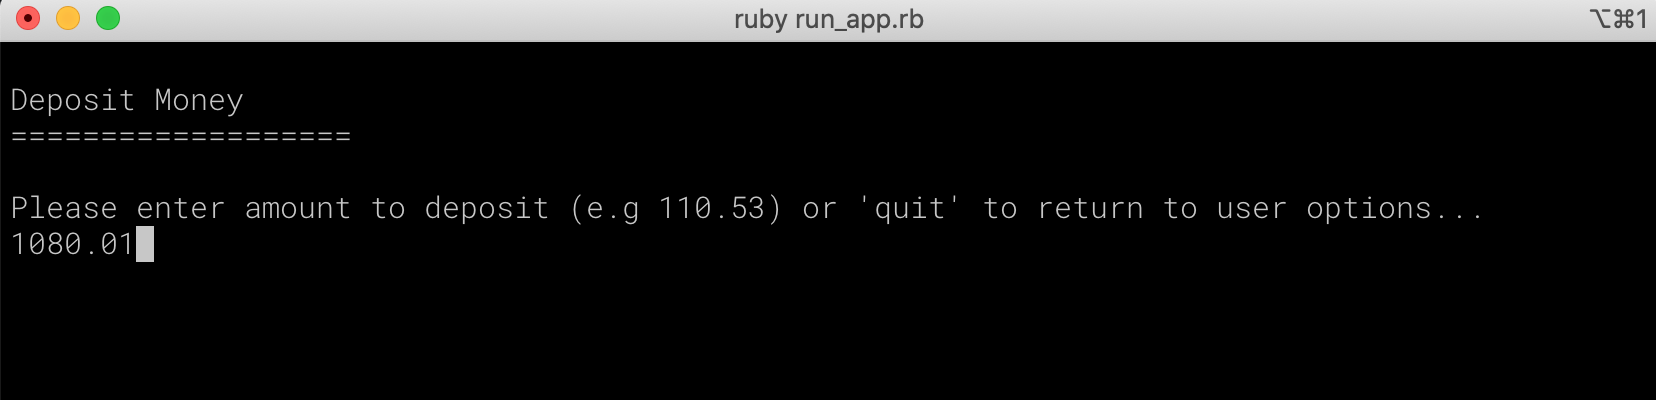 ruby run_app.rb
⌥⌘1
Deposit Money
===================
Please enter amount to deposit (e.g 110.53) or 'quit' to return to user options...
1080.01